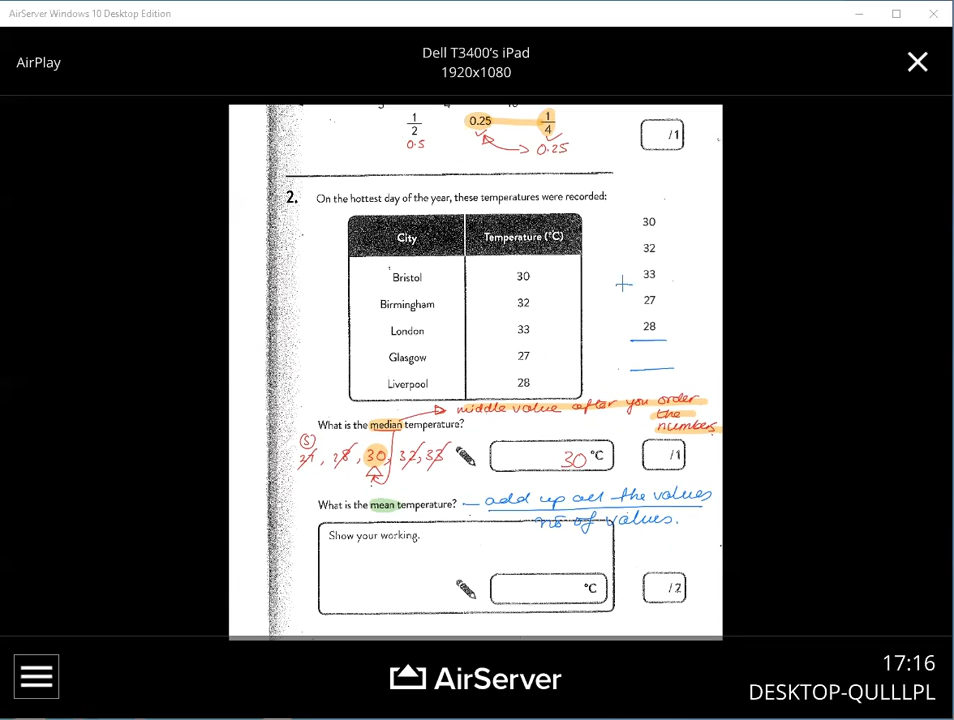 AirServer Windows 10 Desktop Edition
AirPlay
Dell T3400's iPad
1920x1080
1/2 0.25 1/4
0.5 0.25
/1
2. On the hottest day of the year, these temperatures were recorded:
City Temperature (°C)
Bristol 30
Birmingham 32
London 33
Glasgow 27
Liverpool 28
30
32
+ 33
27
28
middle value after you order
the
numbers
What is the median temperature?
(5)
27, 28, 30, 32, 33
30 °C
/1
What is the mean temperature? – add up all the values
no of values.
Show your working.
°C
/2
AirServer
17:16
DESKTOP-QULLLPL